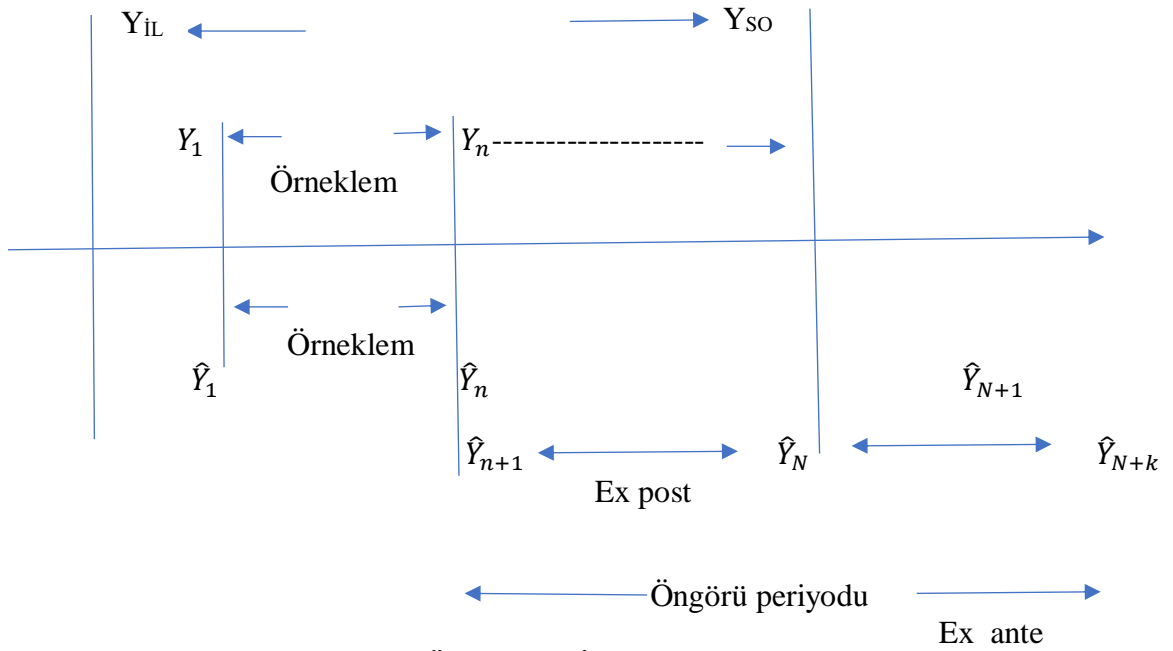 YİL YSO
Y1 Yn--------------------
Örneklem
Örneklem
Ŷ1 Ŷn ŶN+1
Ŷn+1 ŶN ŶN+k
Ex post
Öngörü periyodu
Ex ante